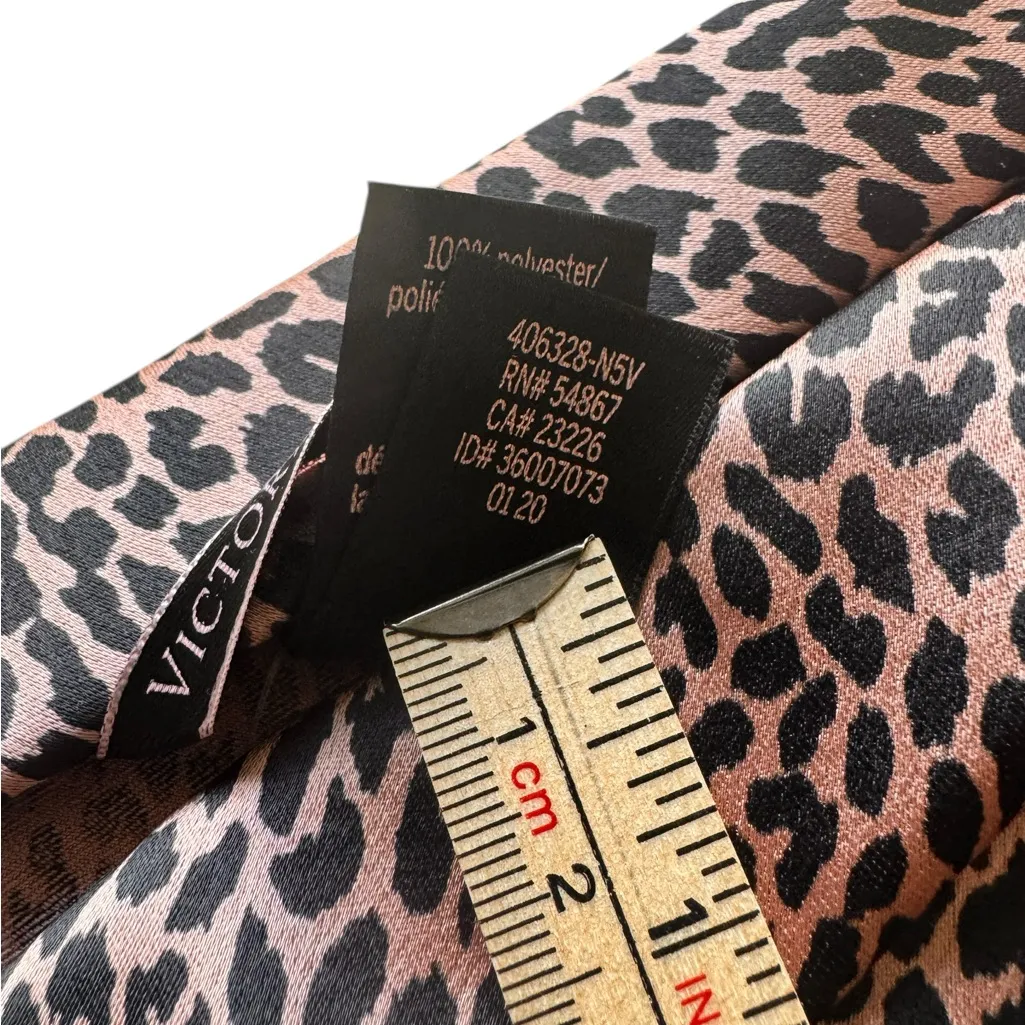 100% polyester/
polié
406328-N5V
RN# 54867
CA# 23226
ID# 36007073
01 20
dé
la
VICTOR
1 cm
2
1 IN